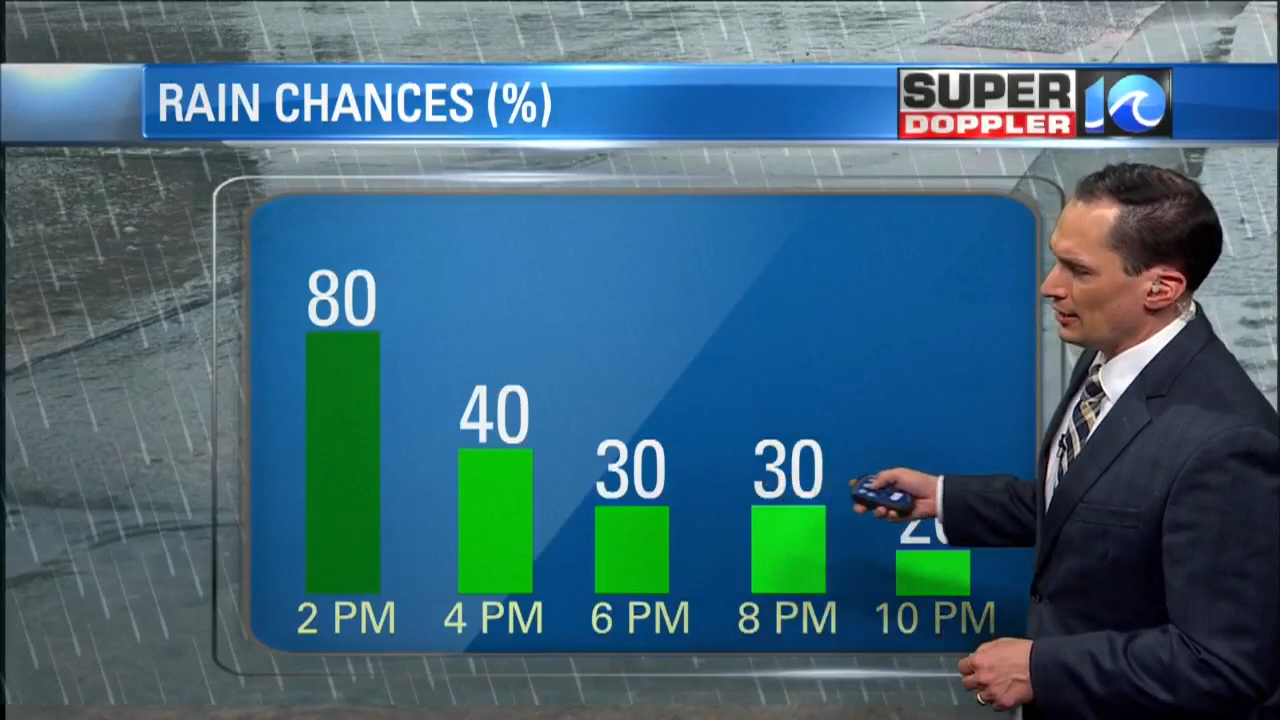 RAIN CHANCES (%)
SUPER
DOPPLER 10
80
40
30
30
2 PM
4 PM
6 PM
8 PM
10 PM